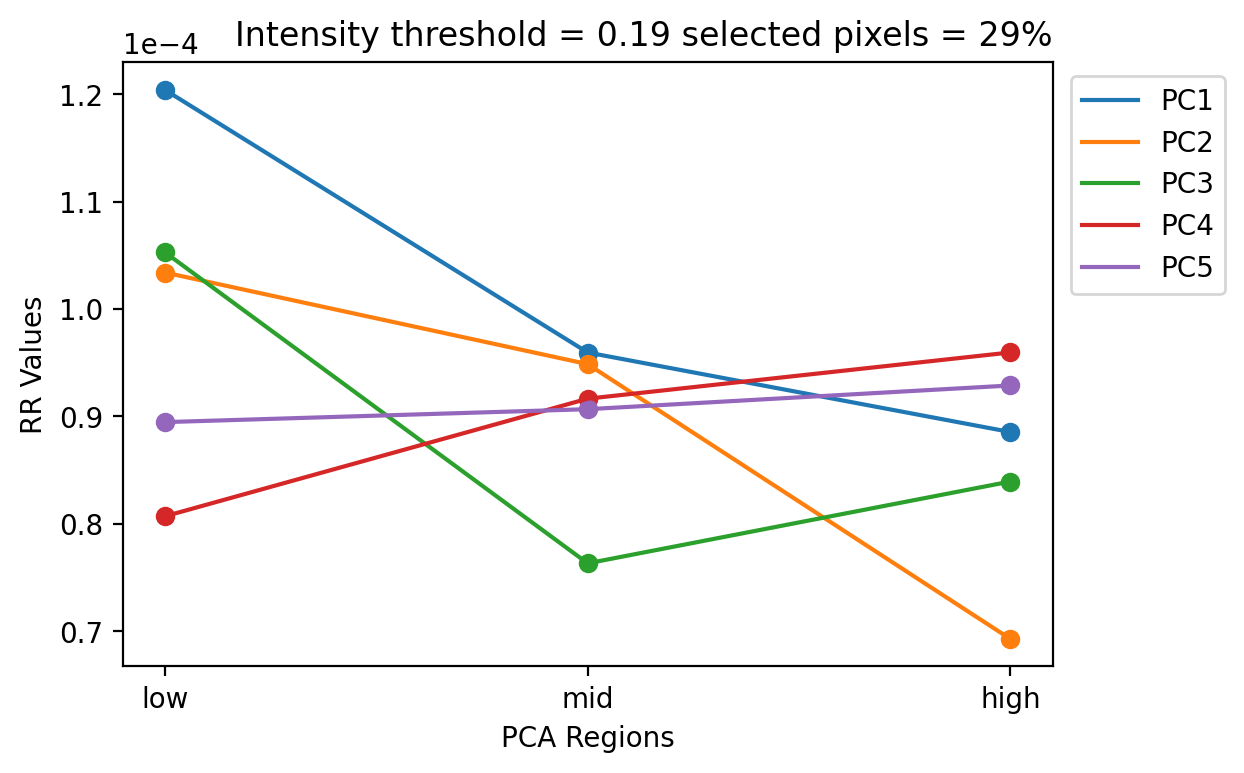 1e−4
Intensity threshold = 0.19 selected pixels = 29%
1.2
1.1
1.0
0.9
0.8
0.7
RR Values
low
mid
high
PCA Regions
PC1
PC2
PC3
PC4
PC5